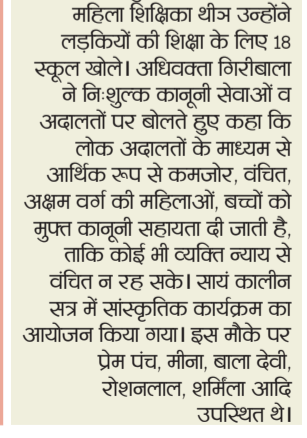 महिला शिक्षिका थीञ उन्होंने
लड़कियों की शिक्षा के लिए 18
स्कूल खोले। अधिवक्ता गिरीबाला
ने निःशुल्क कानूनी सेवाओं व
अदालतों पर बोलते हुए कहा कि
लोक अदालतों के माध्यम से
आर्थिक रूप से कमजोर, वंचित,
अक्षम वर्ग की महिलाओं, बच्चों को
मुफ्त कानूनी सहायता दी जाती है,
ताकि कोई भी व्यक्ति न्याय से
वंचित न रह सके। सायं कालीन
सत्र में सांस्कृतिक कार्यक्रम का
आयोजन किया गया। इस मौके पर
प्रेम पंच, मीना, बाला देवी,
रोशनलाल, शर्मिला आदि
उपस्थित थे।